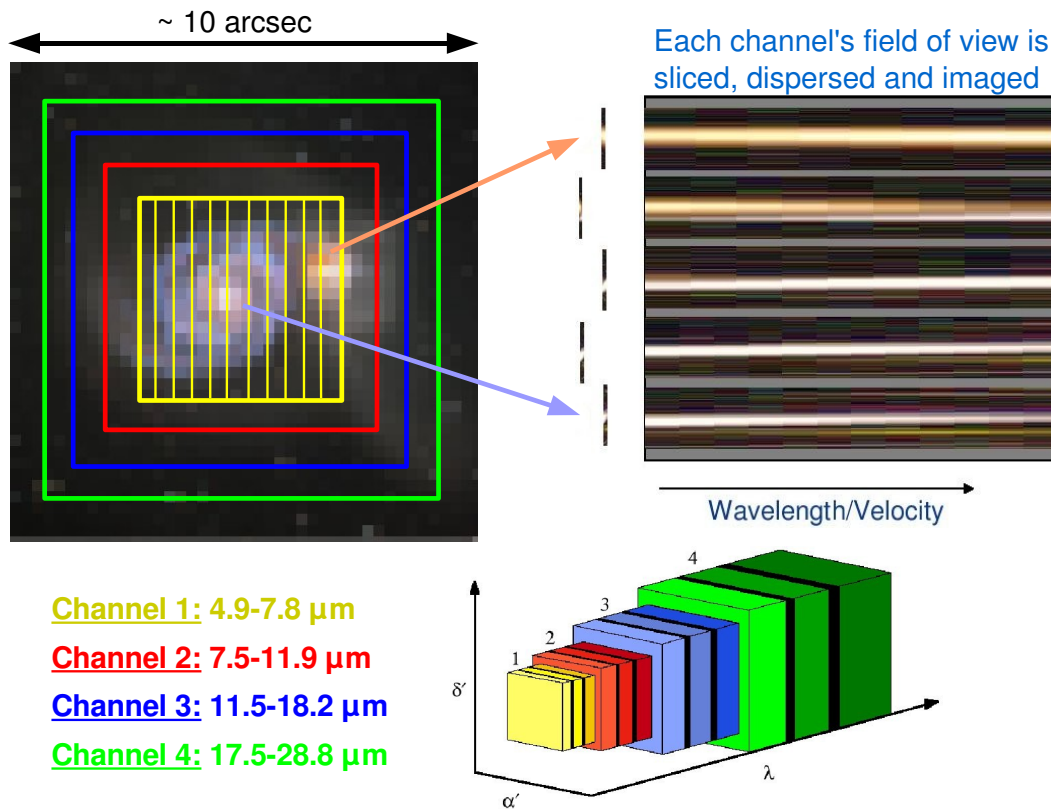 ~ 10 arcsec
Each channel's field of view is
sliced, dispersed and imaged
Wavelength/Velocity
Channel 1: 4.9-7.8 µm
Channel 2: 7.5-11.9 µm
Channel 3: 11.5-18.2 µm
Channel 4: 17.5-28.8 µm
1
2
3
4
δ′
α′
λ